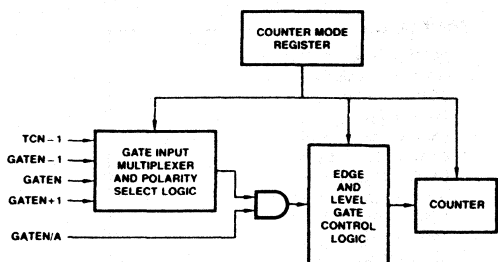 COUNTER MODE
REGISTER
TCN-1
GATEN-1
GATEN
GATEN+1
GATEN/A
GATE INPUT
MULTIPLEXER
AND POLARITY
SELECT LOGIC
EDGE
AND
LEVEL
GATE
CONTROL
LOGIC
COUNTER